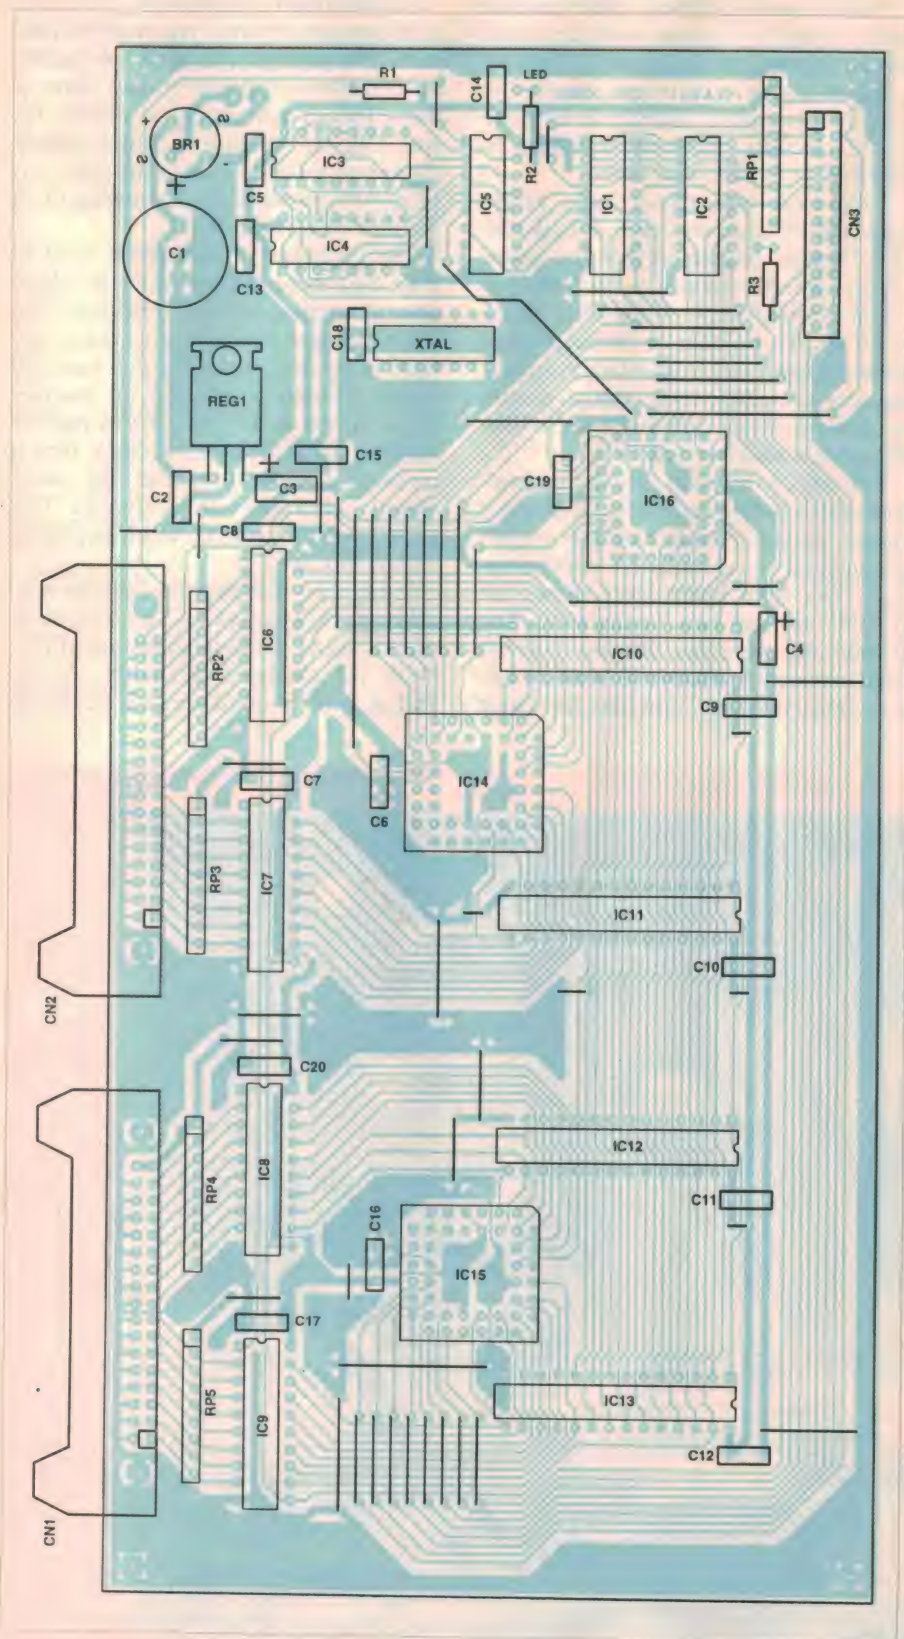 R1
C14
LED
+
S
BR1
S
C5
IC3
R2
IC5
IC1
IC2
RP1
CN3
+
C1
C13
IC4
R3
C18
XTAL
REG1
C15
+
C2
C3
C19
IC16
C8
IC6
RP2
IC10
+
C4
C9
C7
IC14
C6
RP3
IC7
IC11
C10
CN2
C20
IC8
RP4
IC12
C11
C16
IC15
C17
RP5
IC9
IC13
C12
CN1